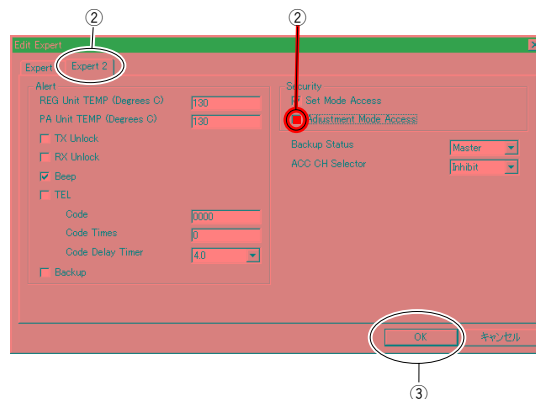 ② ②
Edit Expert
Expert Expert 2
Alert
REG Unit TEMP (Degrees C) 130
PA Unit TEMP (Degrees C) 130
TX Unlock
RX Unlock
Beep
TEL
Code 0000
Code Times 0
Code Delay Timer 4.0
Backup
Security
Set Mode Access
Adjustment Mode Access
Backup Status Master
ACC CH Selector Inhibit
OK キャンセル
③